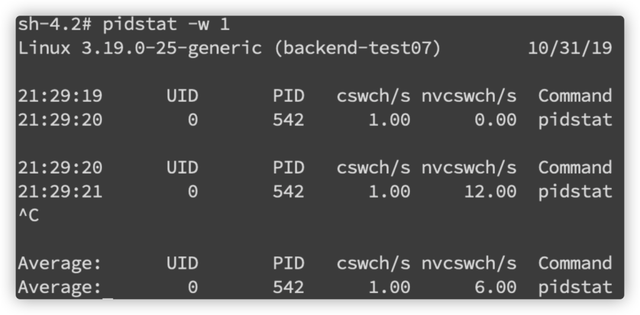 sh-4.2# pidstat -w 1
Linux 3.19.0-25-generic (backend-test07) 10/31/19
21:29:19 UID PID cswch/s nvcswch/s Command
21:29:20 0 542 1.00 0.00 pidstat
21:29:20 UID PID cswch/s nvcswch/s Command
21:29:21 0 542 1.00 12.00 pidstat
^C
Average: UID PID cswch/s nvcswch/s Command
Average: 0 542 1.00 6.00 pidstat